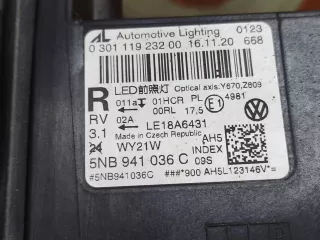 AL Automotive Lighting 0123
0 301 119 232 00 16.11.20 668
LED前照灯 Optical axis:Y670,Z809
R 011a 01HCR PL E1 4981
00RL 17,5
RV 02A ← LE18A6431
3.1 Made in Czech Republic AH5
24 WY21W INDEX
5NB 941 036 C 09S
#5NB941036C ###*900 AH5L123146V*